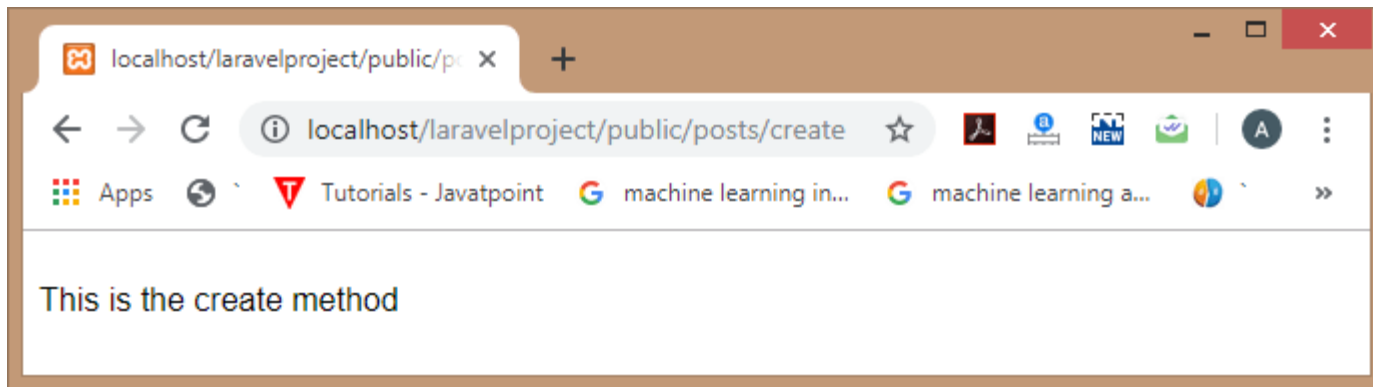 localhost/laravelproject/public/po
localhost/laravelproject/public/posts/create a NEW A
Apps ` T Tutorials - Javatpoint G machine learning in... G machine learning a... ` »
This is the create method